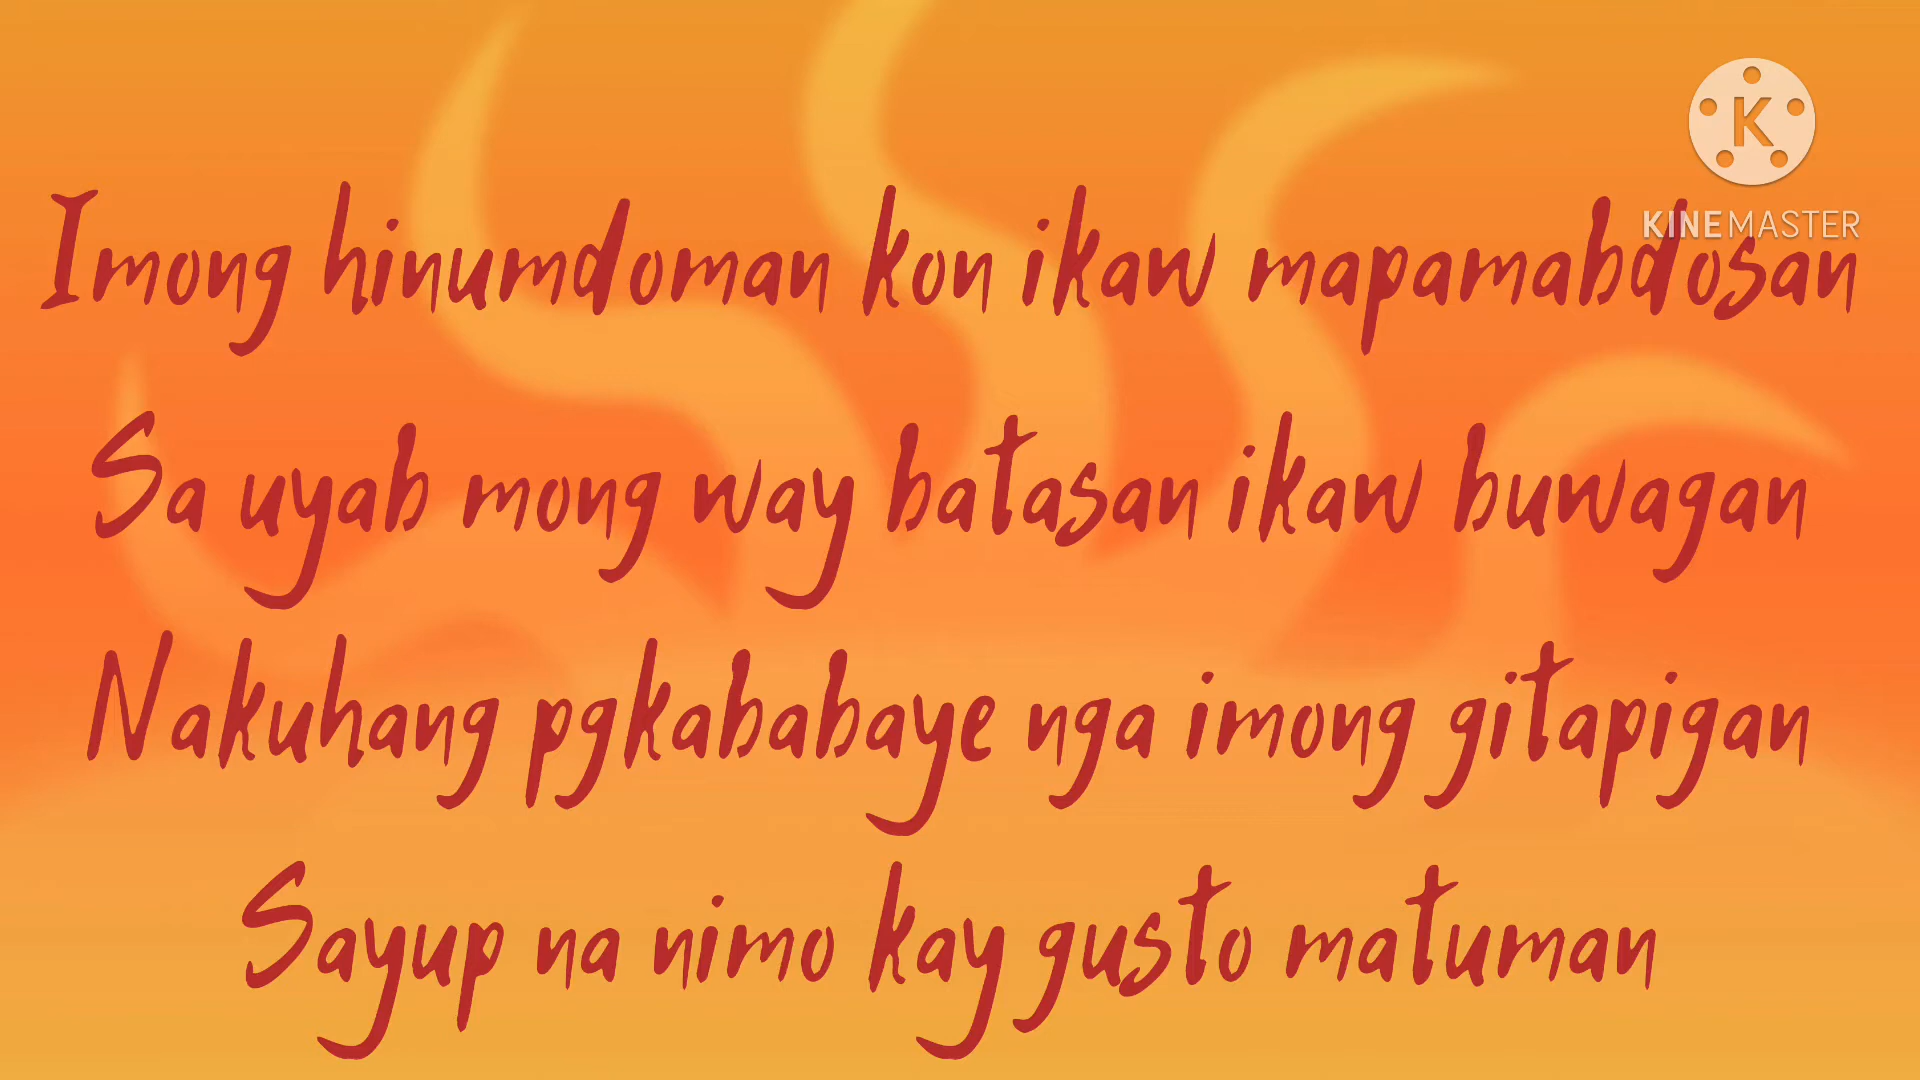 K
KINEMASTER
Imong hinumdoman kon ikaw mapamabdosan
Sa uyab mong way batasan ikaw buwagan
Nakuhang pgkababaye nga imong gitapigan
Sayup na nimo kay gusto matuman